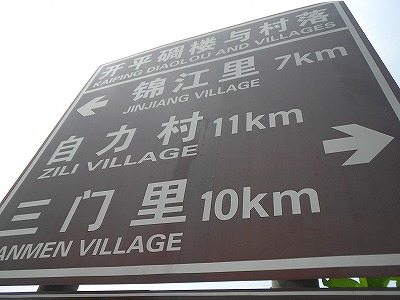 开平碉楼与村落
KAIPING DIAOLOU AND VILLAGES
锦江里 7km
JINJIANG VILLAGE
自力村 11km
ZILI VILLAGE
三门里 10km
ANMEN VILLAGE